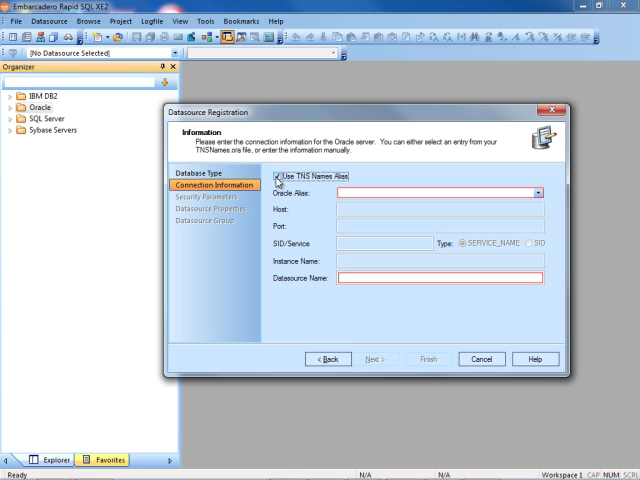 Embarcadero Rapid SQL XE2
File Datasource Browse Project Logfile View Tools Bookmarks Help
[No Datasource Selected]
Organizer
IBM DB2
Oracle
SQL Server
Sybase Servers
Datasource Registration
Information
Please enter the connection information for the Oracle server. You can either select an entry from your
TNSNames.ora file, or enter the information manually.
Database Type
Connection Information
Security Parameters
Datasource Properties
Datasource Group
Use TNS Names Alias
Oracle Alias:
Host:
Port:
SID/Service
Type: SERVICE_NAME SID
Instance Name:
Datasource Name:
< Back Next > Finish Cancel Help
Explorer Favorites
Ready N/A N/A Workspace 1 CAP NUM SCRL